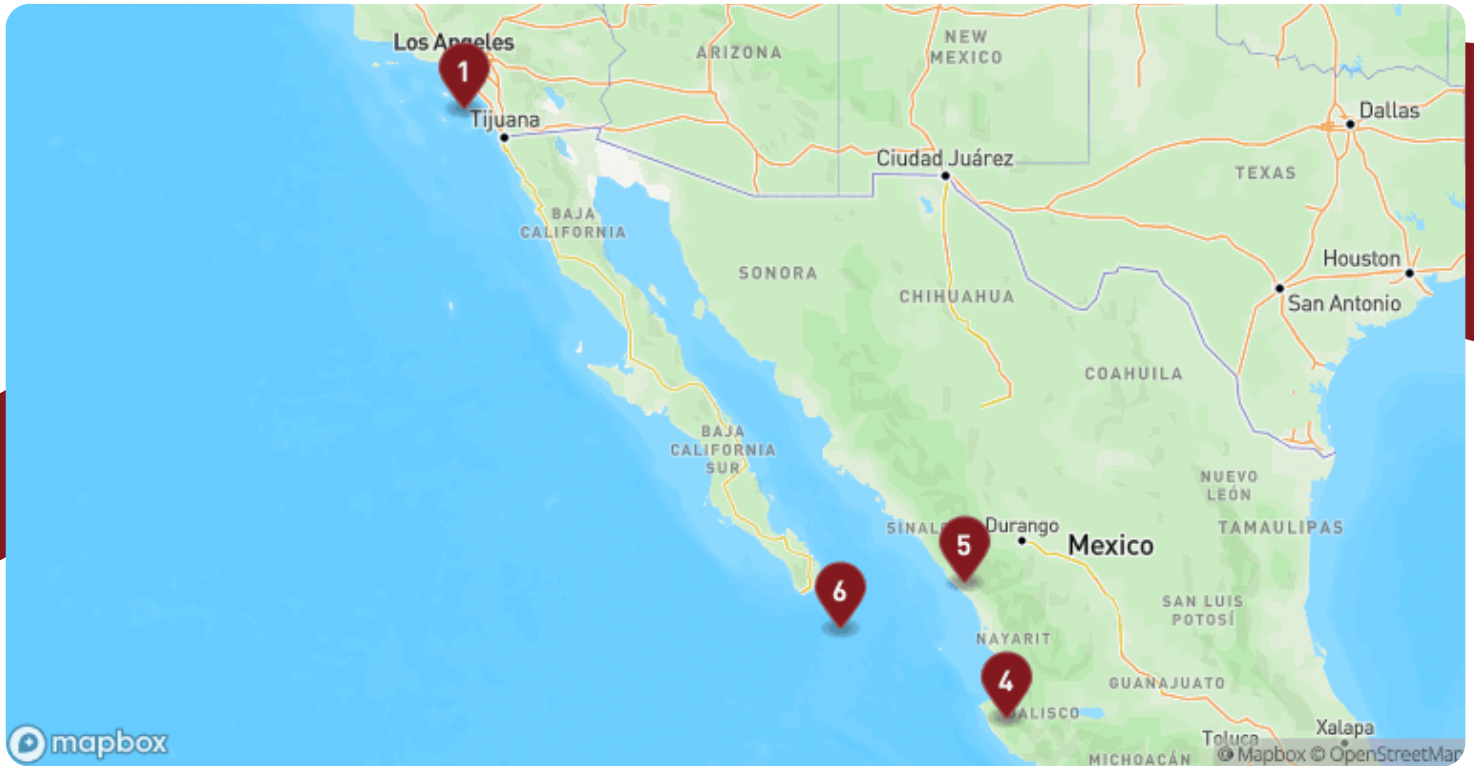 Los Angeles
1
Tijuana
ARIZONA
NEW
MEXICO
Dallas
Ciudad Juárez
TEXAS
BAJA
CALIFORNIA
SONORA
CHIHUAHUA
Houston
San Antonio
COAHUILA
BAJA
CALIFORNIA
SUR
NUEVO
LEÓN
TAMAULIPAS
SINAL
5
Durango
Mexico
6
SAN LUIS
POTOSÍ
NAYARIT
4
JALISCO
GUANAJUATO
Toluca
Xalapa
MICHOACÁN
mapbox
© Mapbox © OpenStreetMap